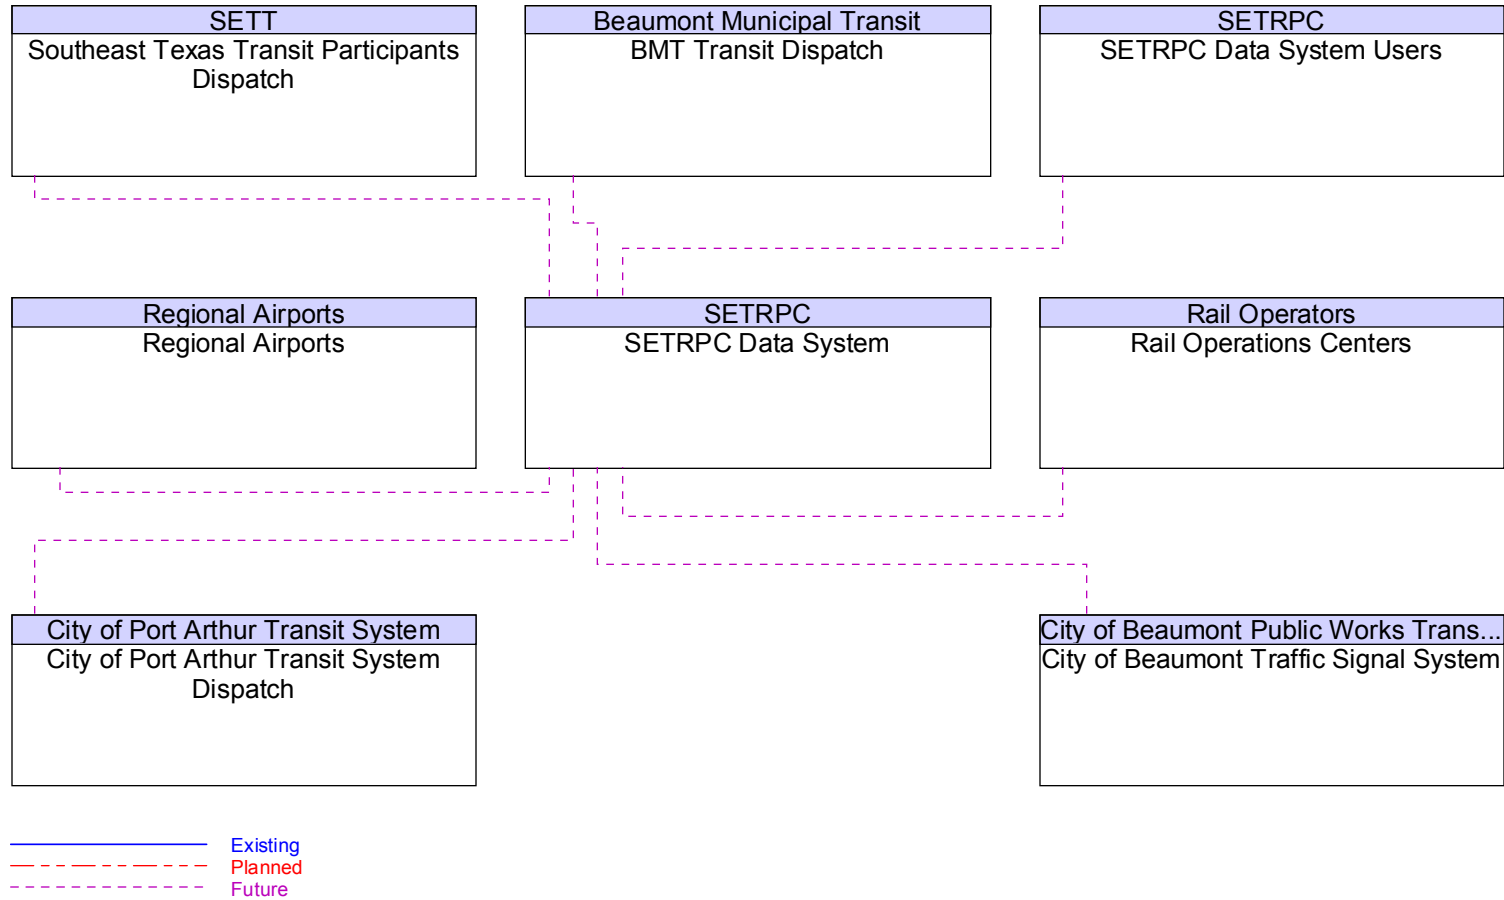 SETT
Southeast Texas Transit Participants
Dispatch
Beaumont Municipal Transit
BMT Transit Dispatch
SETRPC
SETRPC Data System Users
Regional Airports
Regional Airports
SETRPC
SETRPC Data System
Rail Operators
Rail Operations Centers
City of Port Arthur Transit System
City of Port Arthur Transit System
Dispatch
City of Beaumont Public Works Trans...
City of Beaumont Traffic Signal System
Existing
Planned
Future